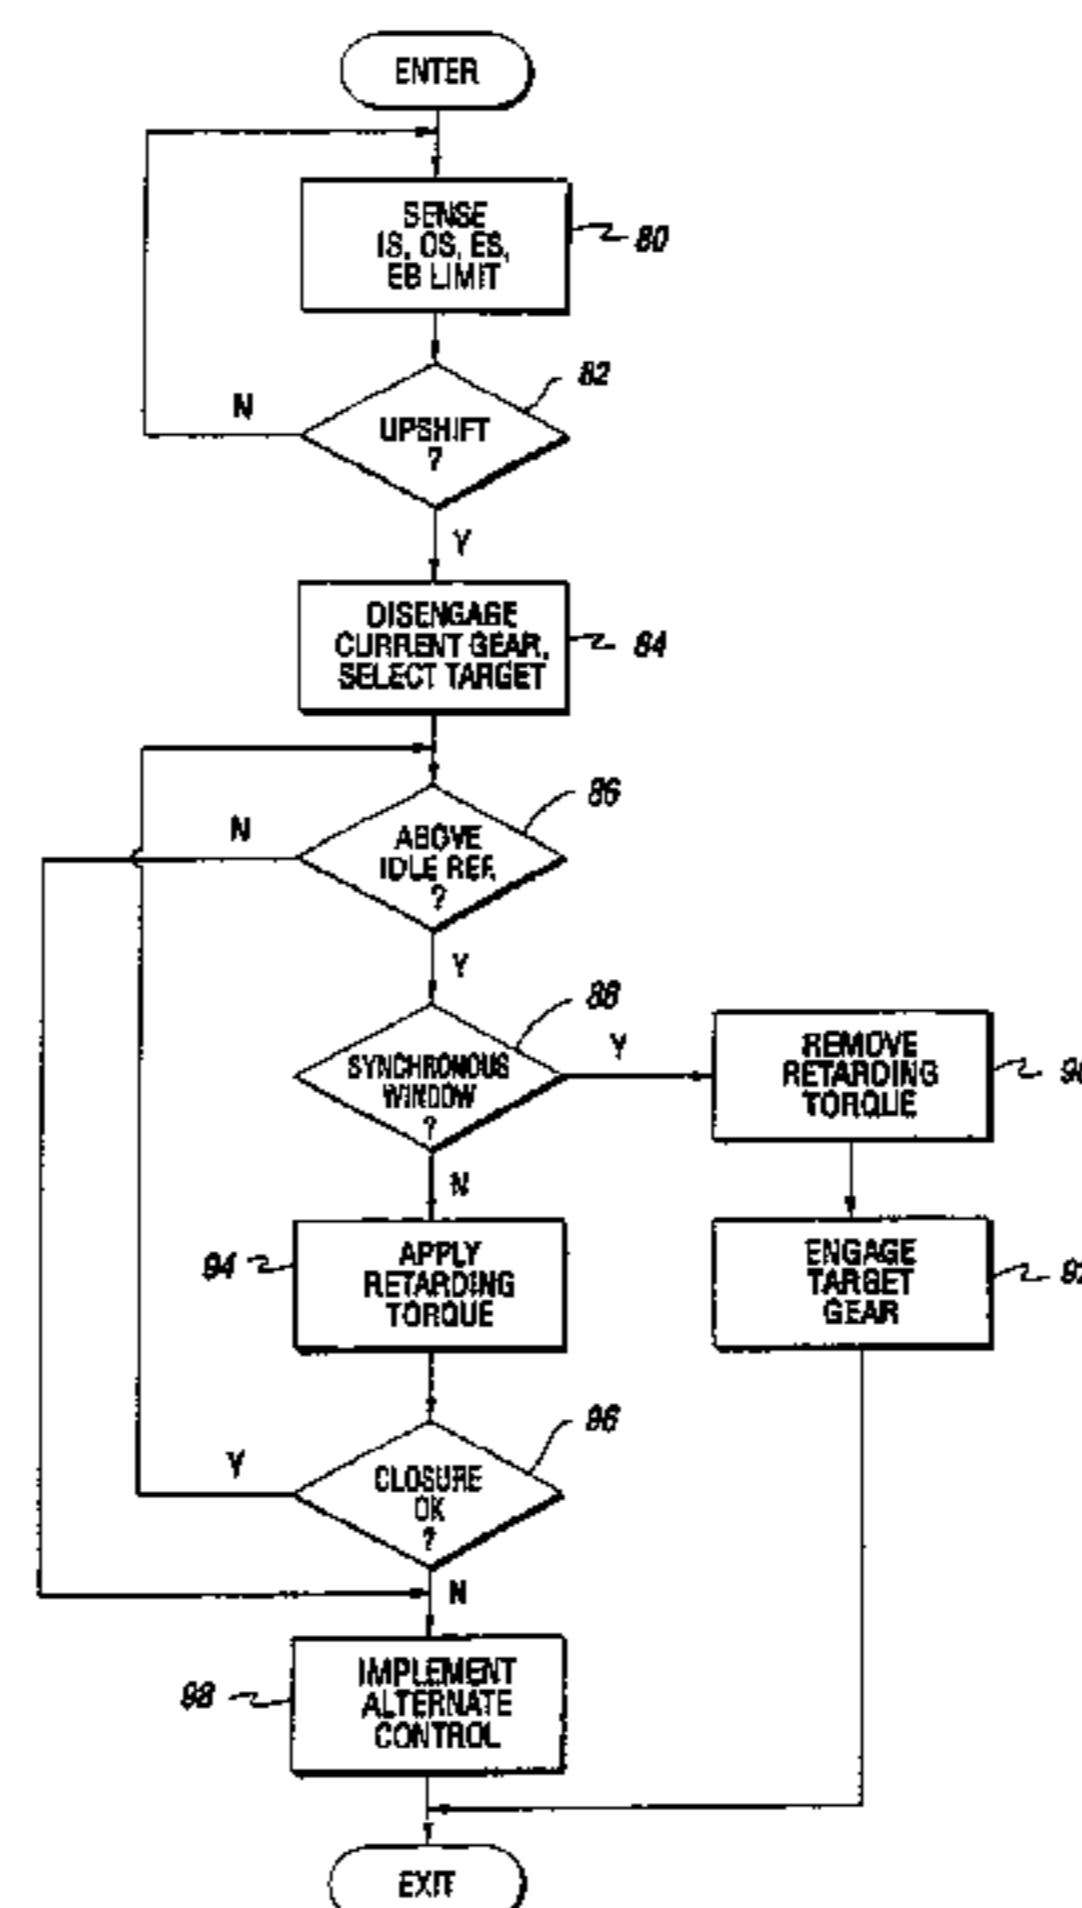 ENTER
SENSE
IS, OS, ES,
EB LIMIT
80
82
N
UPSHIFT
?
Y
DISENGAGE
CURRENT GEAR,
SELECT TARGET
84
86
N
ABOVE
IDLE REF.
?
Y
88
SYNCHRONOUS
WINDOW
?
Y
REMOVE
RETARDING
TORQUE
N
94
APPLY
RETARDING
TORQUE
ENGAGE
TARGET
GEAR
96
Y
CLOSURE
OK
?
N
98
IMPLEMENT
ALTERNATE
CONTROL
EXIT